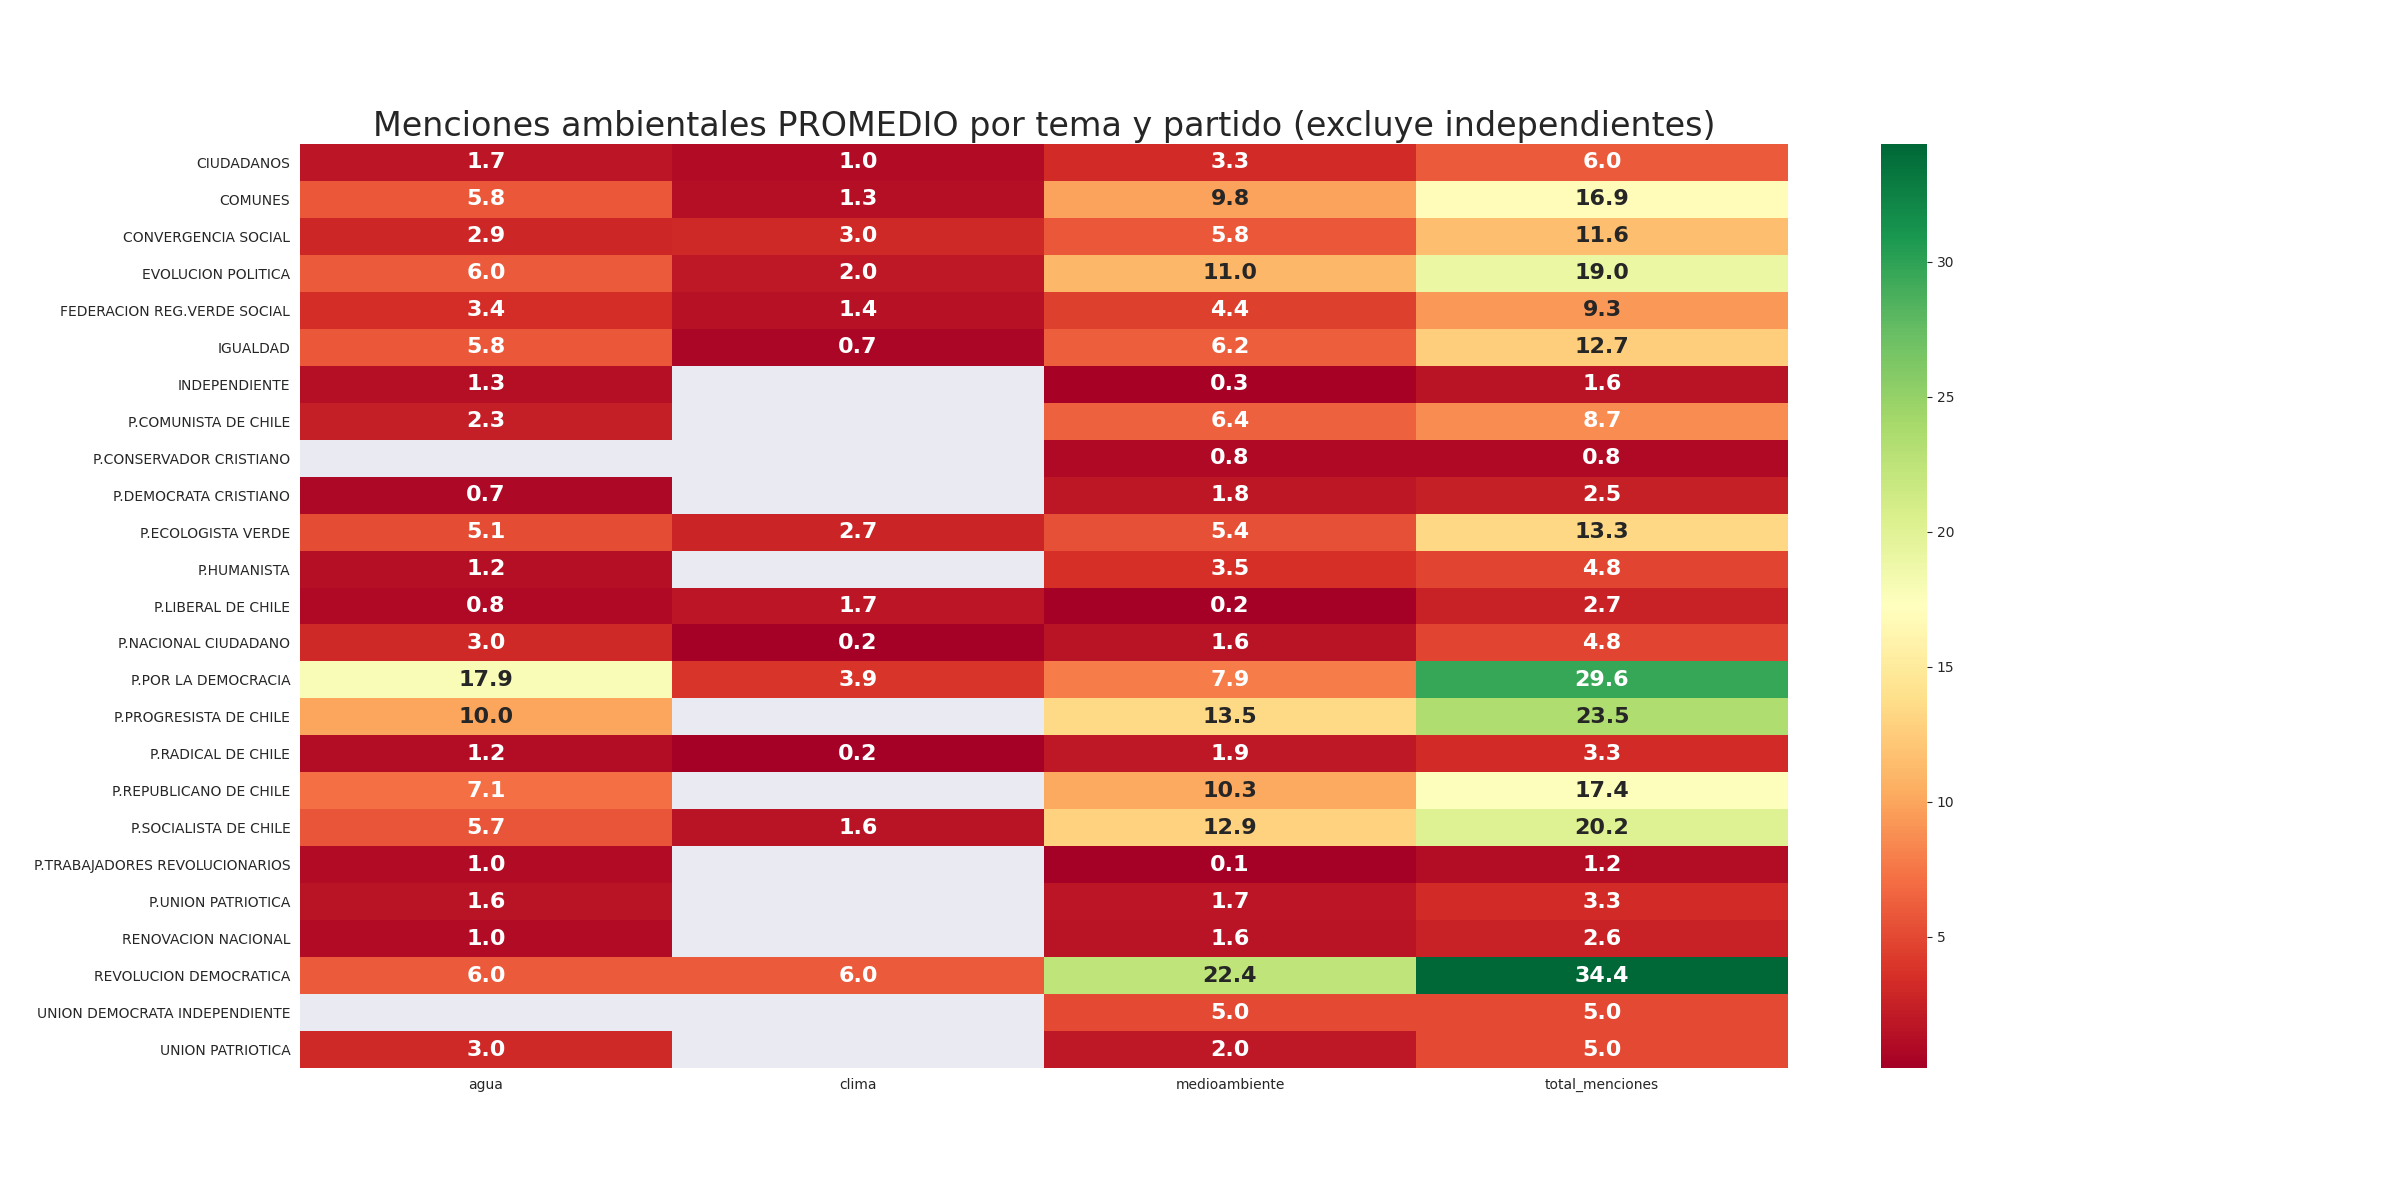 Menciones ambientales PROMEDIO por tema y partido (excluye independientes)
CIUDADANOS 1.7 1.0 3.3 6.0
COMUNES 5.8 1.3 9.8 16.9
CONVERGENCIA SOCIAL 2.9 3.0 5.8 11.6
EVOLUCION POLITICA 6.0 2.0 11.0 19.0
FEDERACION REG.VERDE SOCIAL 3.4 1.4 4.4 9.3
IGUALDAD 5.8 0.7 6.2 12.7
INDEPENDIENTE 1.3 0.3 1.6
P.COMUNISTA DE CHILE 2.3 6.4 8.7
P.CONSERVADOR CRISTIANO 0.8 0.8
P.DEMOCRATA CRISTIANO 0.7 1.8 2.5
P.ECOLOGISTA VERDE 5.1 2.7 5.4 13.3
P.HUMANISTA 1.2 3.5 4.8
P.LIBERAL DE CHILE 0.8 1.7 0.2 2.7
P.NACIONAL CIUDADANO 3.0 0.2 1.6 4.8
P.POR LA DEMOCRACIA 17.9 3.9 7.9 29.6
P.PROGRESISTA DE CHILE 10.0 13.5 23.5
P.RADICAL DE CHILE 1.2 0.2 1.9 3.3
P.REPUBLICANO DE CHILE 7.1 10.3 17.4
P.SOCIALISTA DE CHILE 5.7 1.6 12.9 20.2
P.TRABAJADORES REVOLUCIONARIOS 1.0 0.1 1.2
P.UNION PATRIOTICA 1.6 1.7 3.3
RENOVACION NACIONAL 1.0 1.6 2.6
REVOLUCION DEMOCRATICA 6.0 6.0 22.4 34.4
UNION DEMOCRATA INDEPENDIENTE 5.0 5.0
UNION PATRIOTICA 3.0 2.0 5.0
agua clima medioambiente total_menciones
30
25
20
15
10
5